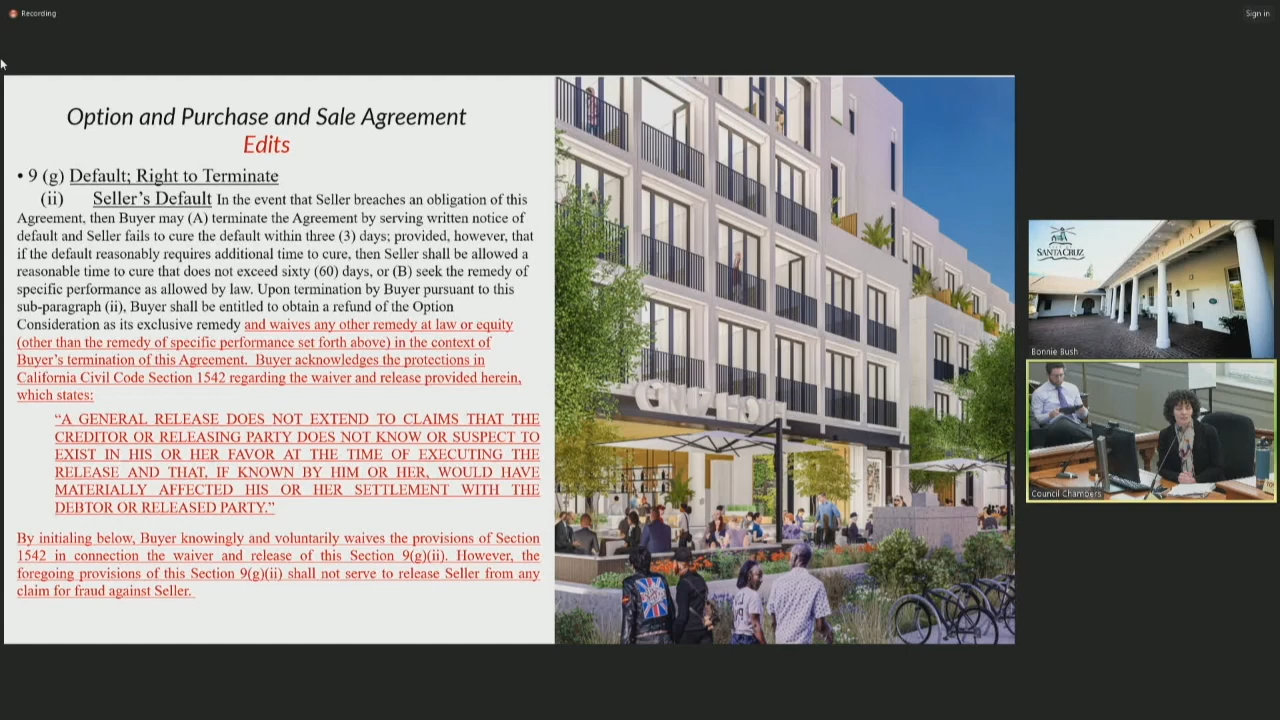 Recording
Sign in
Option and Purchase and Sale Agreement
Edits
• 9 (g) Default; Right to Terminate
(ii) Seller's Default In the event that Seller breaches an obligation of this
Agreement, then Buyer may (A) terminate the Agreement by serving written notice of
default and Seller fails to cure the default within three (3) days; provided, however, that
if the default reasonably requires additional time to cure, then Seller shall be allowed a
reasonable time to cure that does not exceed sixty (60) days, or (B) seek the remedy of
specific performance as allowed by law. Upon termination by Buyer pursuant to this
sub-paragraph (ii), Buyer shall be entitled to obtain a refund of the Option
Consideration as its exclusive remedy and waives any other remedy at law or equity
(other than the remedy of specific performance set forth above) in the context of
Buyer's termination of this Agreement. Buyer acknowledges the protections in
California Civil Code Section 1542 regarding the waiver and release provided herein,
which states:
"A GENERAL RELEASE DOES NOT EXTEND TO CLAIMS THAT THE
CREDITOR OR RELEASING PARTY DOES NOT KNOW OR SUSPECT TO
EXIST IN HIS OR HER FAVOR AT THE TIME OF EXECUTING THE
RELEASE AND THAT, IF KNOWN BY HIM OR HER, WOULD HAVE
MATERIALLY AFFECTED HIS OR HER SETTLEMENT WITH THE
DEBTOR OR RELEASED PARTY."
By initialing below, Buyer knowingly and voluntarily waives the provisions of Section
1542 in connection the waiver and release of this Section 9(g)(ii). However, the
foregoing provisions of this Section 9(g)(ii) shall not serve to release Seller from any
claim for fraud against Seller.
SANTA CRUZ
Bonnie Bush
Council Chambers